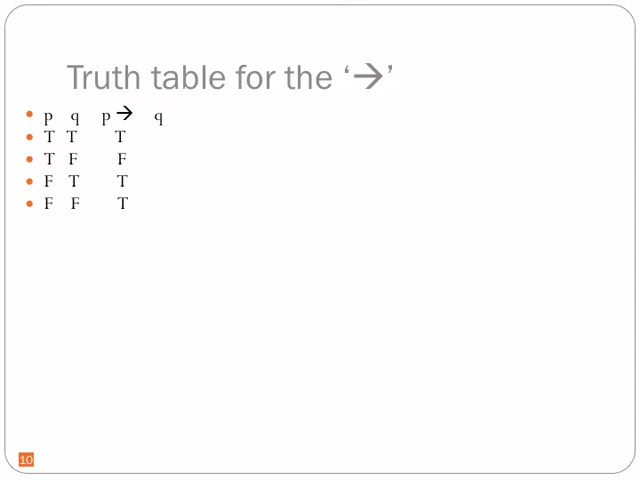 Truth table for the ‘→’
• p q p → q
• T T T
• T F F
• F T T
• F F T
10